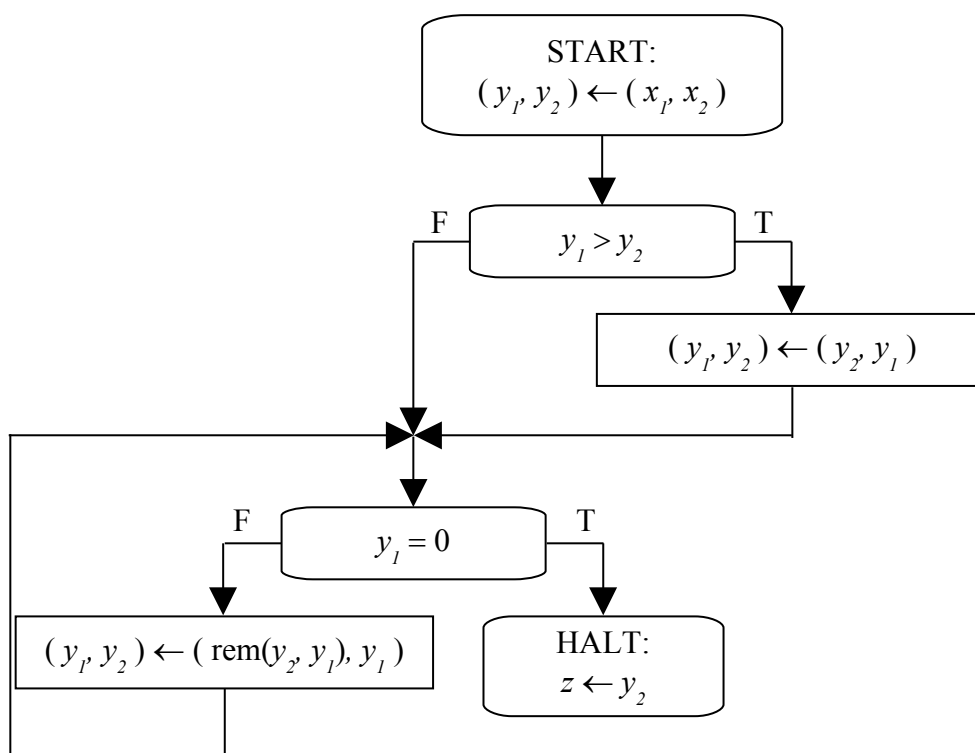 START:
( y₁, y₂ ) ← ( x₁, x₂ )
F
y₁ > y₂
T
( y₁, y₂ ) ← ( y₂, y₁ )
F
y₁ = 0
T
( y₁, y₂ ) ← ( rem(y₂, y₁), y₁ )
HALT:
z ← y₂